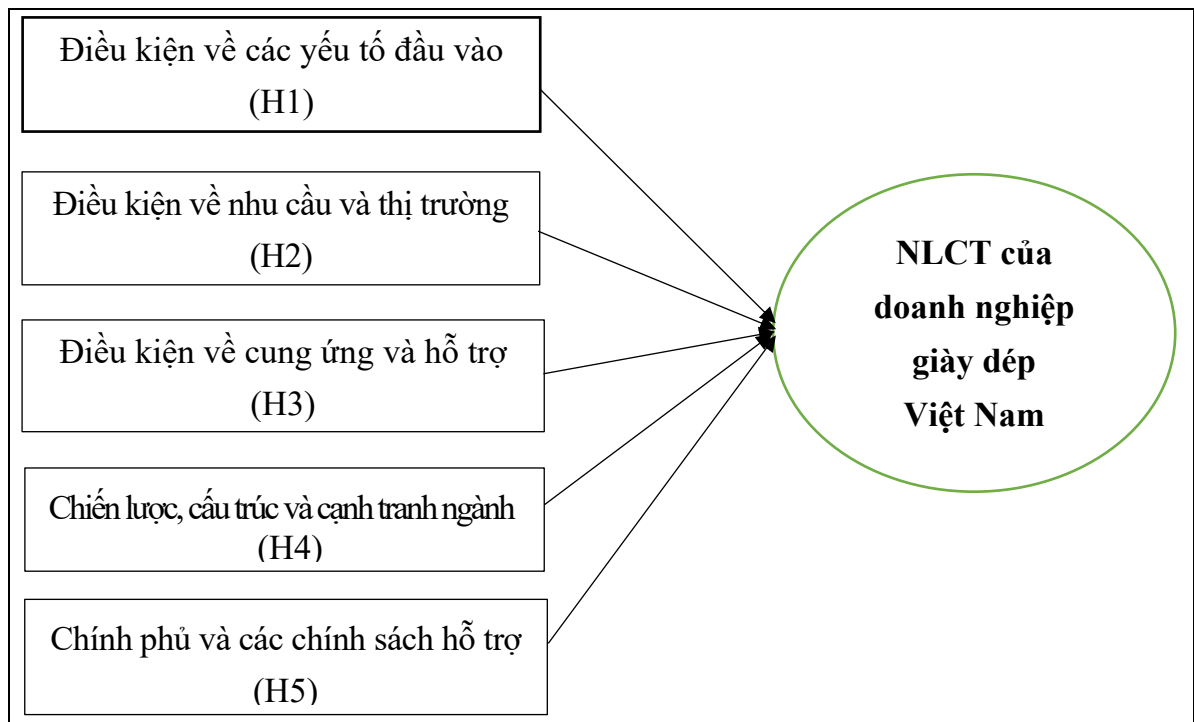 Điều kiện về các yếu tố đầu vào
(H1)
Điều kiện về nhu cầu và thị trường
(H2)
Điều kiện về cung ứng và hỗ trợ
(H3)
Chiến lược, cấu trúc và cạnh tranh ngành
(H4)
Chính phủ và các chính sách hỗ trợ
(H5)
NLCT của
doanh nghiệp
giày dép
Việt Nam